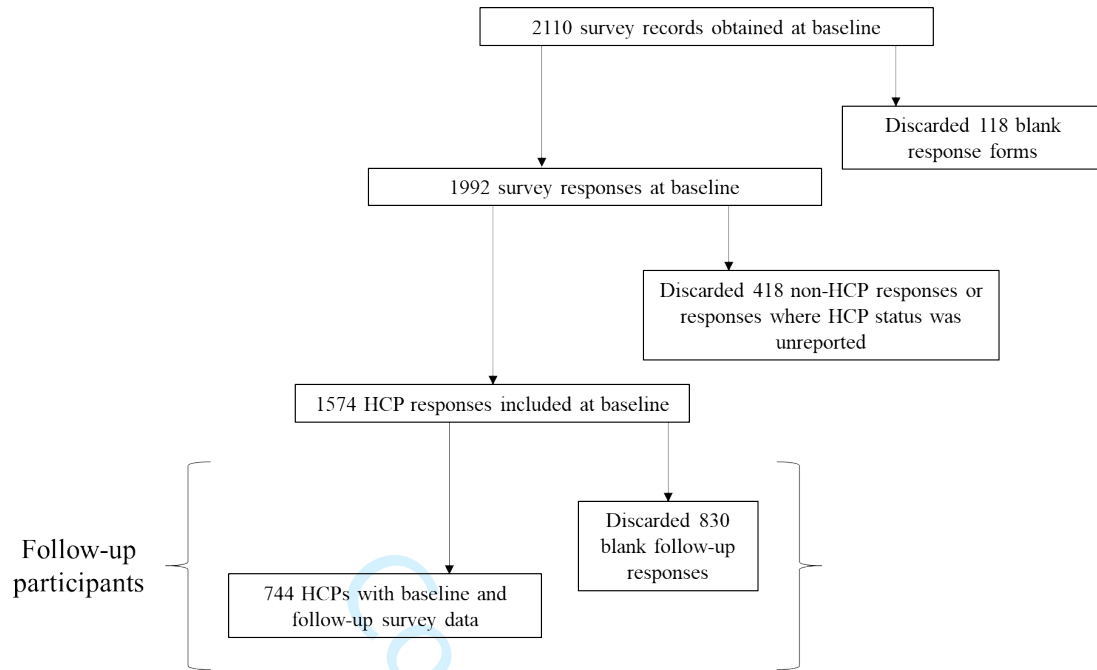 2110 survey records obtained at baseline
Discarded 118 blank
response forms
1992 survey responses at baseline
Discarded 418 non-HCP responses or
responses where HCP status was
unreported
1574 HCP responses included at baseline
Follow-up
participants
Discarded 830
blank follow-up
responses
744 HCPs with baseline and
follow-up survey data